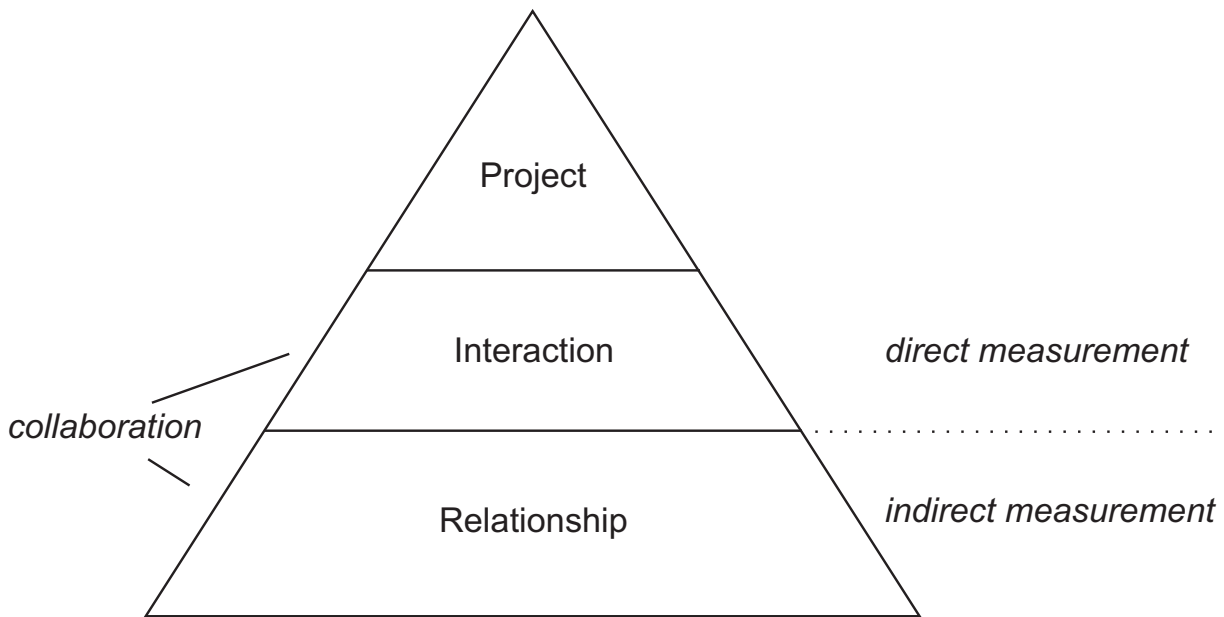 Project
Interaction
direct measurement
collaboration
Relationship
indirect measurement